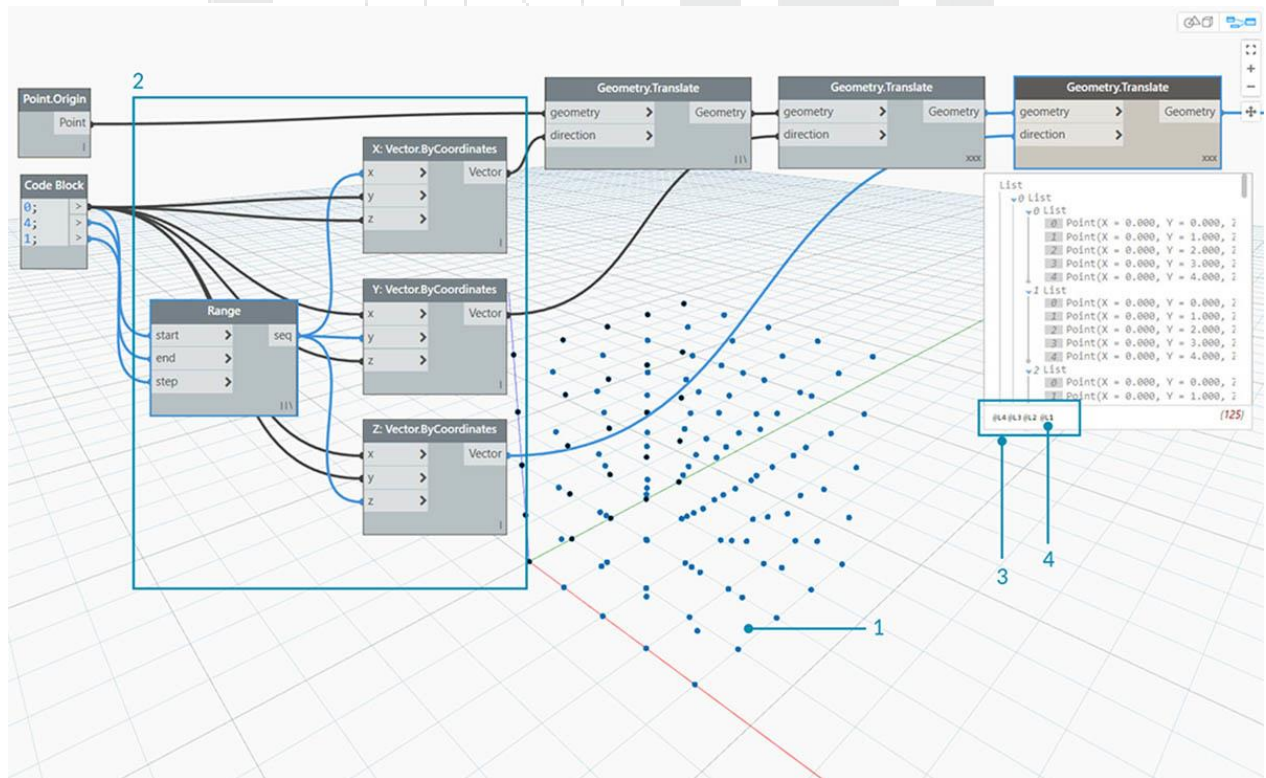 2
Point.Origin
Point
|
Code Block
0;
4;
1;
>
>
>
Range
start
>
seq
end
>
step
>
||\
X: Vector.ByCoordinates
x
>
Vector
y
>
z
>
|
Y: Vector.ByCoordinates
x
>
Vector
y
>
z
>
|
Z: Vector.ByCoordinates
x
>
Vector
y
>
z
>
|
Geometry.Translate
geometry
>
Geometry
direction
>
||\
Geometry.Translate
geometry
>
Geometry
direction
>
xxx
Geometry.Translate
geometry
>
Geometry
direction
>
xxx
List
0 List
0 List
0 Point(X = 0.000, Y = 0.000, Z
1 Point(X = 0.000, Y = 1.000, Z
2 Point(X = 0.000, Y = 2.000, Z
3 Point(X = 0.000, Y = 3.000, Z
4 Point(X = 0.000, Y = 4.000, Z
1 List
0 Point(X = 0.000, Y = 0.000, Z
1 Point(X = 0.000, Y = 1.000, Z
2 Point(X = 0.000, Y = 2.000, Z
3 Point(X = 0.000, Y = 3.000, Z
4 Point(X = 0.000, Y = 4.000, Z
2 List
0 Point(X = 0.000, Y = 0.000, Z
1 Point(X = 0.000, Y = 1.000, Z
@L4 @L3 @L2 @L1
(125)
3
4
1